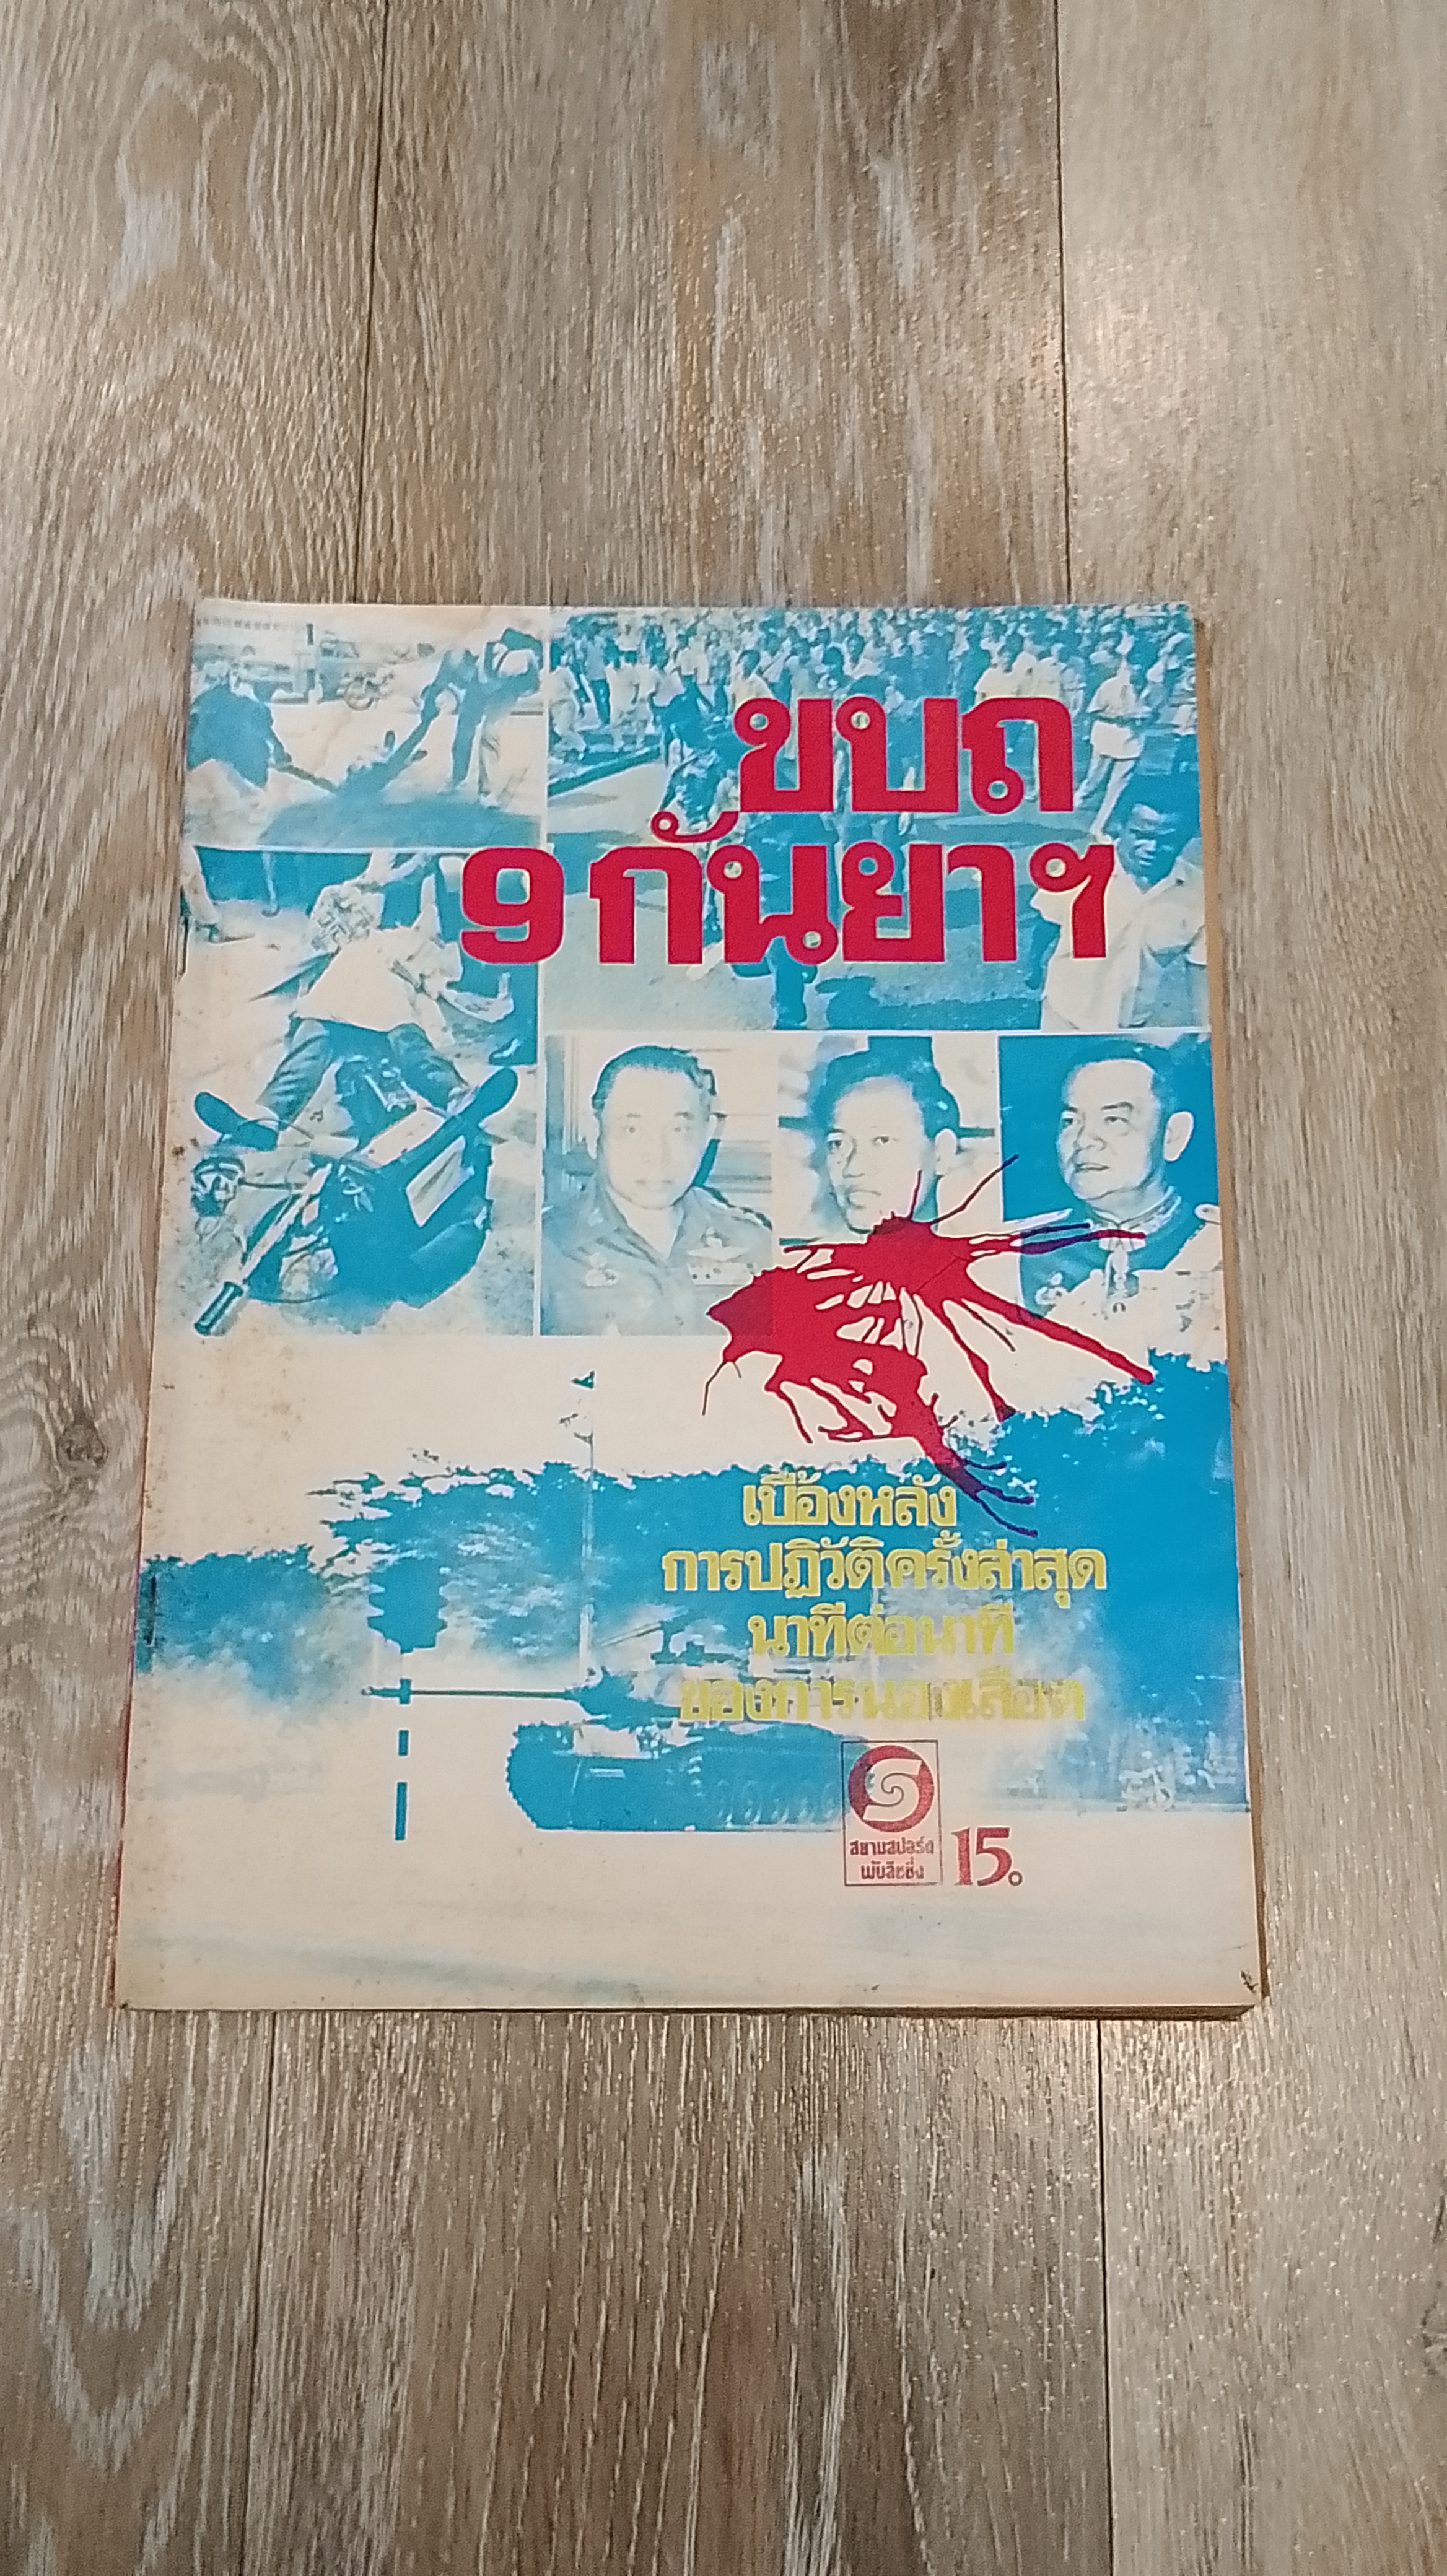 ขบถ
9 กันยาฯ
เบื้องหลัง
การปฏิวัติครั้งล่าสุด
นาทีต่อนาที
ของการนองเลือด
สยามสปอร์ต
พับลิชชิ่ง
15.